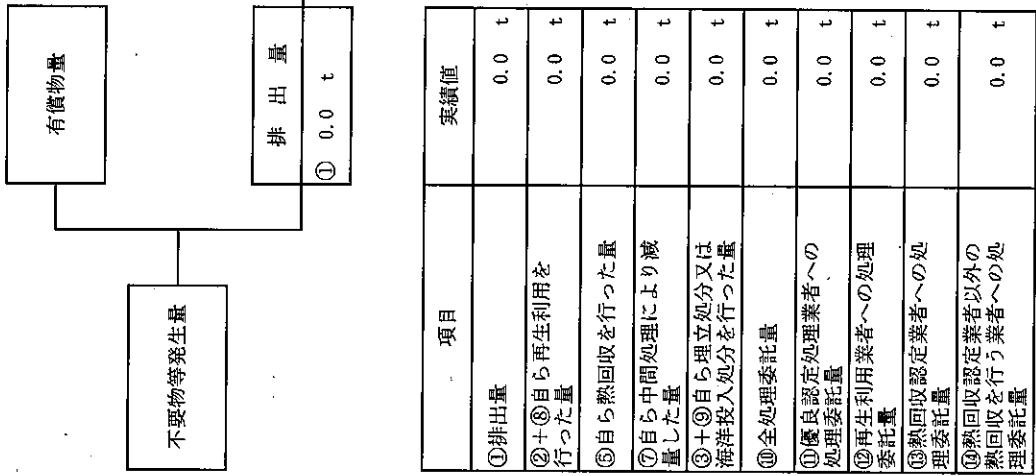 有償物量
不要物等発生量
排 出 量
① 0.0 t
項目 実績値
①排出量 0.0 t
②+⑧自ら再生利用を
行った量 0.0 t
⑤自ら熱回収を行った量 0.0 t
⑦自ら中間処理により減
量した量 0.0 t
③+⑨自ら埋立処分又は
海洋投入処分を行った量 0.0 t
⑩全処理委託量 0.0 t
⑪優良認定処理業者への
処理委託量 0.0 t
⑫再生利用業者への処理
委託量 0.0 t
⑬熱回収認定業者への処
理委託量 0.0 t
⑭熱回収認定業者以外の
熱回収を行う業者への処
理委託量 0.0 t